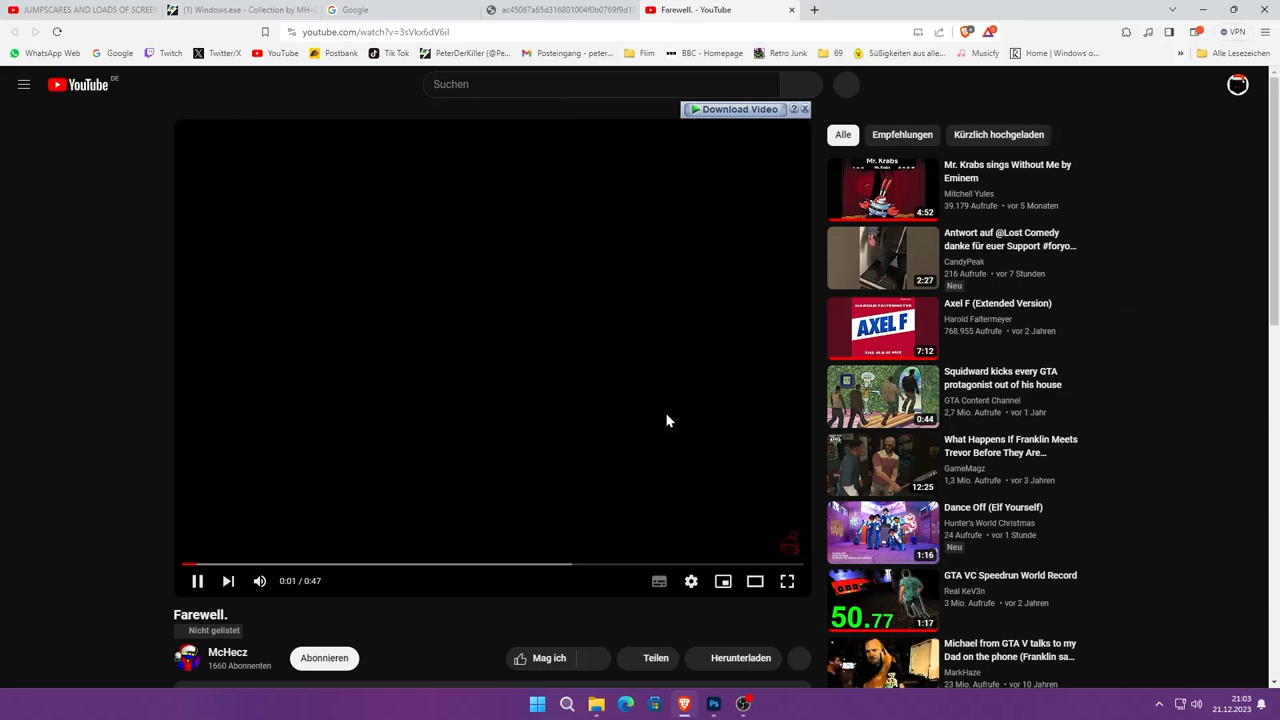 JUMPSCARES AND LOADS OF SCREE
(1) Windows.exe - Collection by MH-C
Google
ac45067a65d316801004f0b0769f9d1
Farewell. - YouTube
youtube.com/watch?v=3sVkx6dV6iI
VPN
WhatsApp Web
Google
Twitch
Twitter/X
YouTube
Postbank
Tik Tok
PeterDerKiller (@Pe...
Posteingang - peter...
Flim
BBC - Homepage
Retro Junk
69
Süßigkeiten aus alle...
Musicfy
Home | Windows o...
Alle Lesezeichen
YouTube DE
Suchen
Download Video
Alle
Empfehlungen
Kürzlich hochgeladen
Mr. Krabs
4:52
Mr. Krabs sings Without Me by
Eminem
Mitchell Yules
39.179 Aufrufe • vor 5 Monaten
2:27
Antwort auf @Lost Comedy
danke für euer Support #foryo...
CandyPeak
216 Aufrufe • vor 7 Stunden
Neu
HAROLD FALTERMEYER
AXEL F
THE M & M MIX
7:12
Axel F (Extended Version)
Harold Faltermeyer
768.955 Aufrufe • vor 2 Jahren
0:44
Squidward kicks every GTA
protagonist out of his house
GTA Content Channel
2,7 Mio. Aufrufe • vor 1 Jahr
12:25
What Happens If Franklin Meets
Trevor Before They Are...
GameMagz
1,3 Mio. Aufrufe • vor 3 Jahren
1:16
Dance Off (Elf Yourself)
Hunter's World Christmas
24 Aufrufe • vor 1 Stunde
Neu
50.77
1:17
GTA VC Speedrun World Record
Real KeV3n
3 Mio. Aufrufe • vor 2 Jahren
Michael from GTA V talks to my
Dad on the phone (Franklin sa...
MarkHaze
23 Mio. Aufrufe • vor 10 Jahren
0:01 / 0:47
Farewell.
Nicht gelistet
McHecz
1660 Abonnenten
Abonnieren
Mag ich
Teilen
Herunterladen
Ps
21:03
21.12.2023